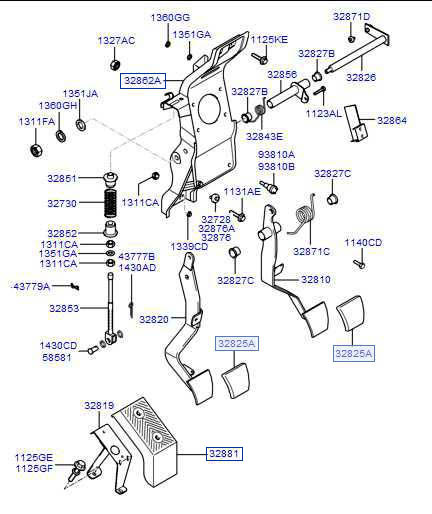 1360GG
32871D
1351GA
1327AC
1125KE
32827B
32856
32826
32862A
32827B
1351JA
1360GH
1311FA
1123AL
32864
32843E
93810A
93810B
32827C
32851
1131AE
1311CA
32730
32728
32876A
32876
32852
1311CA
1351GA
1311CA
1339CD
32871C
1140CD
43777B
1430AD
32827C
32810
43779A
32853
32820
32825A
32825A
1430CD
58581
32819
32881
1125GE
1125GF